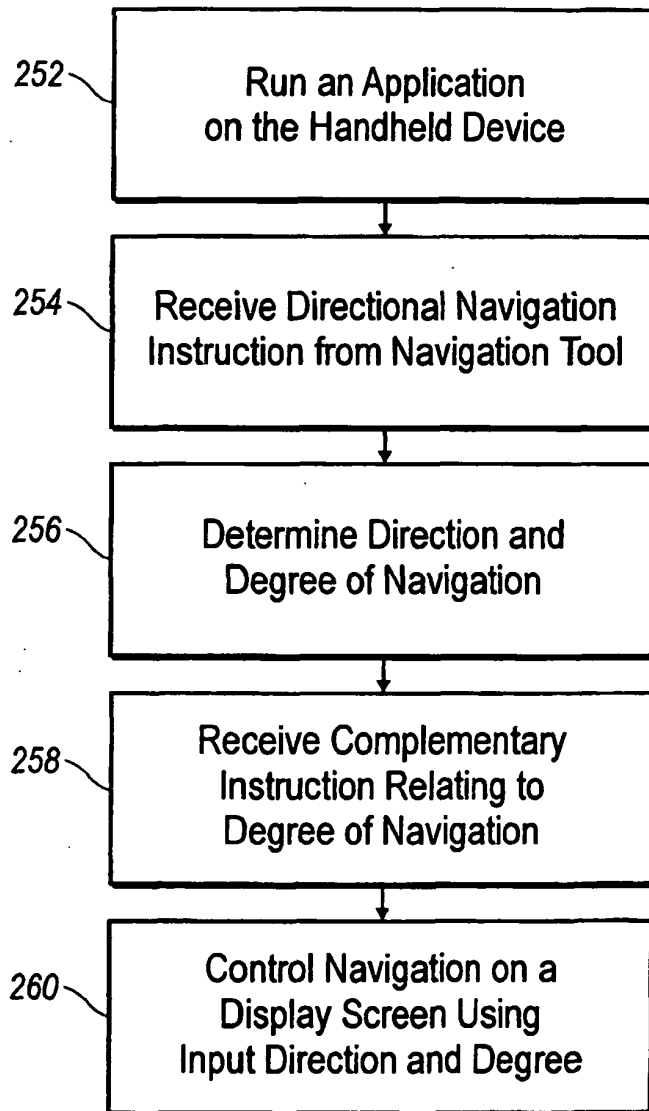 252
Run an Application
on the Handheld Device
254
Receive Directional Navigation
Instruction from Navigation Tool
256
Determine Direction and
Degree of Navigation
258
Receive Complementary
Instruction Relating to
Degree of Navigation
260
Control Navigation on a
Display Screen Using
Input Direction and Degree